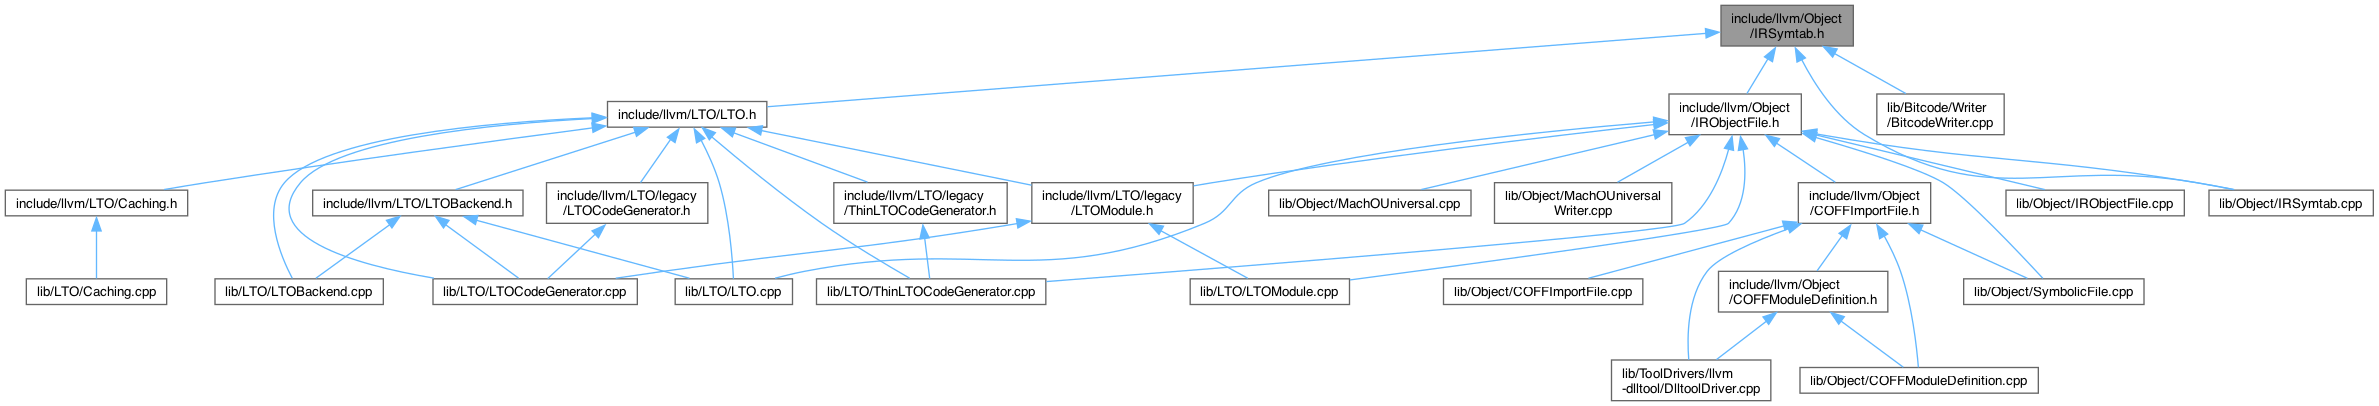 include/llvm/Object
/IRSymtab.h
include/llvm/LTO/LTO.h
include/llvm/Object
/IRObjectFile.h
lib/Bitcode/Writer
/BitcodeWriter.cpp
include/llvm/LTO/Caching.h
include/llvm/LTO/LTOBackend.h
include/llvm/LTO/legacy
/LTOCodeGenerator.h
include/llvm/LTO/legacy
/ThinLTOCodeGenerator.h
include/llvm/LTO/legacy
/LTOModule.h
lib/Object/MachOUniversal.cpp
lib/Object/MachOUniversal
Writer.cpp
include/llvm/Object
/COFFImportFile.h
lib/Object/IRObjectFile.cpp
lib/Object/IRSymtab.cpp
lib/LTO/Caching.cpp
lib/LTO/LTOBackend.cpp
lib/LTO/LTOCodeGenerator.cpp
lib/LTO/LTO.cpp
lib/LTO/ThinLTOCodeGenerator.cpp
lib/LTO/LTOModule.cpp
lib/Object/COFFImportFile.cpp
include/llvm/Object
/COFFModuleDefinition.h
lib/Object/SymbolicFile.cpp
lib/ToolDrivers/llvm
-dlltool/DlltoolDriver.cpp
lib/Object/COFFModuleDefinition.cpp